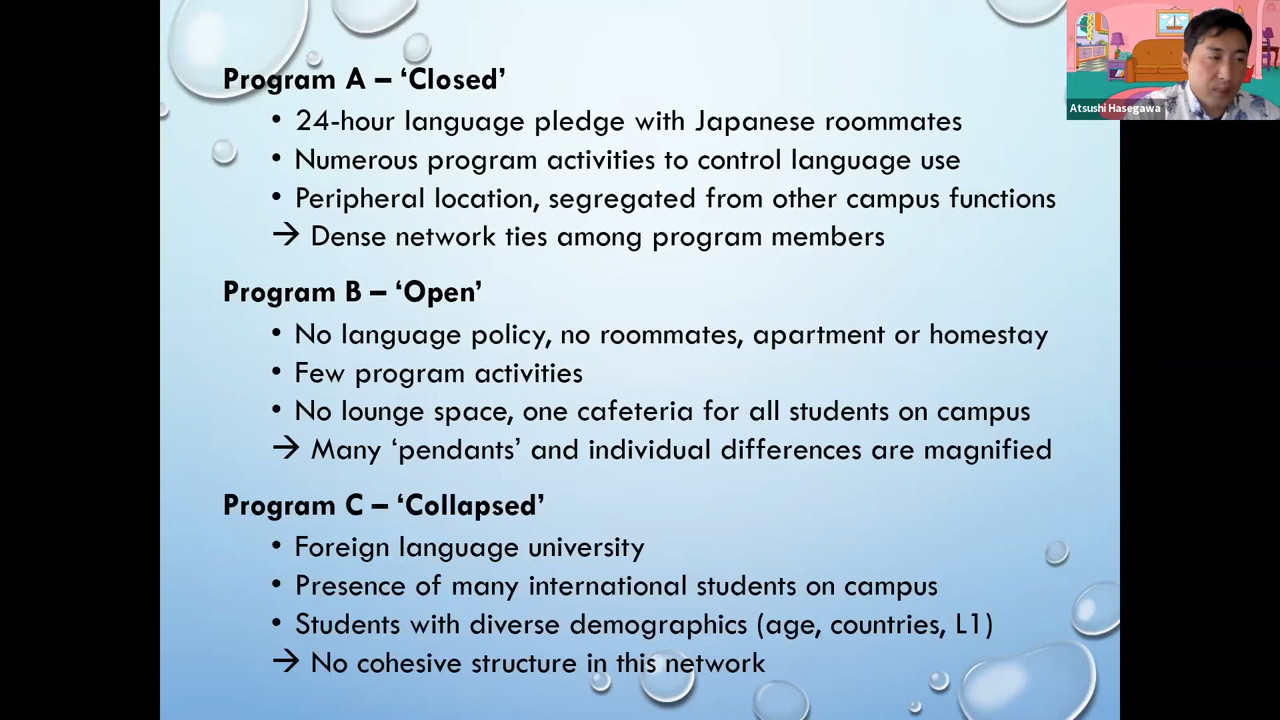 Program A – ‘Closed’
• 24-hour language pledge with Japanese roommates
• Numerous program activities to control language use
• Peripheral location, segregated from other campus functions
→ Dense network ties among program members
Program B – ‘Open’
• No language policy, no roommates, apartment or homestay
• Few program activities
• No lounge space, one cafeteria for all students on campus
→ Many ‘pendants’ and individual differences are magnified
Program C – ‘Collapsed’
• Foreign language university
• Presence of many international students on campus
• Students with diverse demographics (age, countries, L1)
→ No cohesive structure in this network
Atsushi Hasegawa